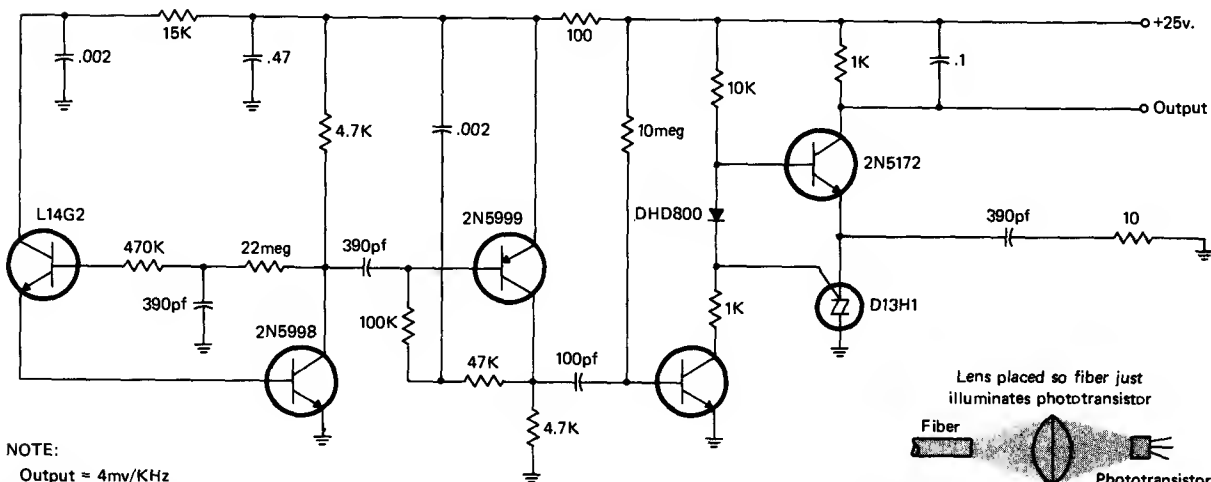 15K
.002
.47
4.7K
.002
100
10meg
10K
1K
.1
+25v.
Output
2N5172
DHD800
L14G2
470K
22meg
390pf
390pf
2N5999
390pf
10
D13H1
1K
100K
2N5998
47K
100pf
4.7K
NOTE:
Output = 4mv/KHz
Lens placed so fiber just
illuminates phototransistor
Fiber
Phototransistor